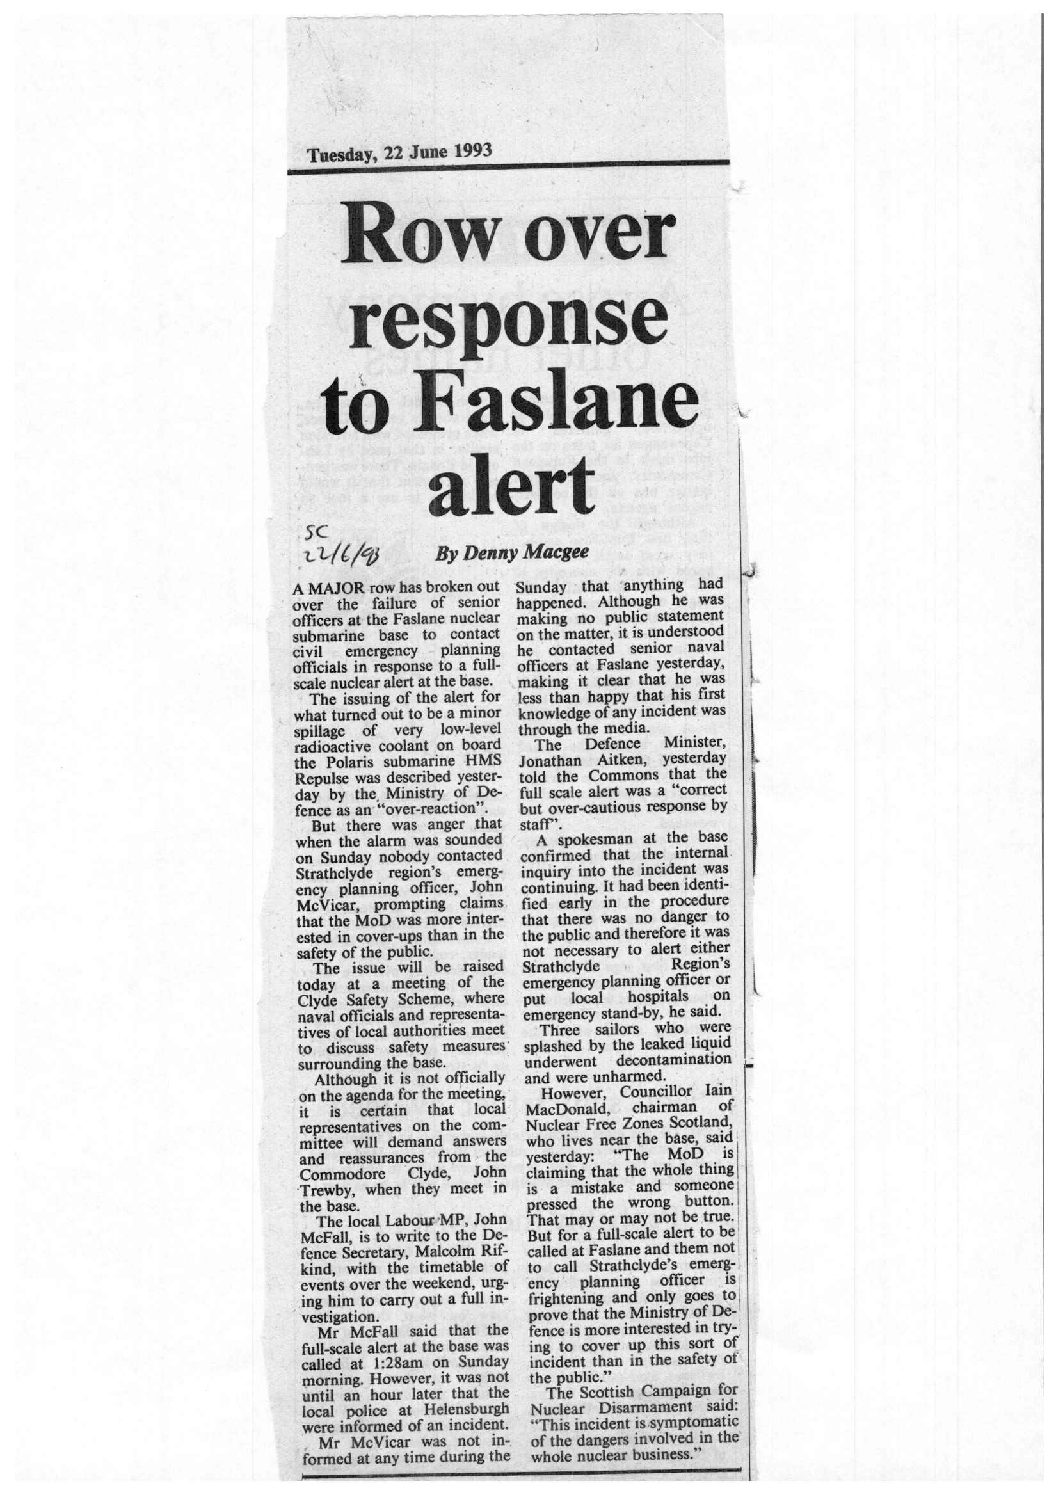 Tuesday, 22 June 1993
Row over
response
to Faslane
alert
SC
22/6/93
By Denny Macgee
A MAJOR row has broken out
over the failure of senior
officers at the Faslane nuclear
submarine base to contact
civil emergency planning
officials in response to a full-
scale nuclear alert at the base.
The issuing of the alert for
what turned out to be a minor
spillage of very low-level
radioactive coolant on board
the Polaris submarine HMS
Repulse was described yester-
day by the Ministry of De-
fence as an "over-reaction".
But there was anger that
when the alarm was sounded
on Sunday nobody contacted
Strathclyde region's emerg-
ency planning officer, John
McVicar, prompting claims
that the MoD was more inter-
ested in cover-ups than in the
safety of the public.
The issue will be raised
today at a meeting of the
Clyde Safety Scheme, where
naval officials and representa-
tives of local authorities meet
to discuss safety measures
surrounding the base.
Although it is not officially
on the agenda for the meeting,
it is certain that local
representatives on the com-
mittee will demand answers
and reassurances from the
Commodore Clyde, John
Trewby, when they meet in
the base.
The local Labour MP, John
McFall, is to write to the De-
fence Secretary, Malcolm Rif-
kind, with the timetable of
events over the weekend, urg-
ing him to carry out a full in-
vestigation.
Mr McFall said that the
full-scale alert at the base was
called at 1:28am on Sunday
morning. However, it was not
until an hour later that the
local police at Helensburgh
were informed of an incident.
Mr McVicar was not in-
formed at any time during the
Sunday that anything had
happened. Although he was
making no public statement
on the matter, it is understood
he contacted senior naval
officers at Faslane yesterday,
making it clear that he was
less than happy that his first
knowledge of any incident was
through the media.
The Defence Minister,
Jonathan Aitken, yesterday
told the Commons that the
full scale alert was a "correct
but over-cautious response by
staff".
A spokesman at the base
confirmed that the internal
inquiry into the incident was
continuing. It had been identi-
fied early in the procedure
that there was no danger to
the public and therefore it was
not necessary to alert either
Strathclyde Region's
emergency planning officer or
put local hospitals on
emergency stand-by, he said.
Three sailors who were
splashed by the leaked liquid
underwent decontamination
and were unharmed.
However, Councillor Iain
MacDonald, chairman of
Nuclear Free Zones Scotland,
who lives near the base, said
yesterday: "The MoD is
claiming that the whole thing
is a mistake and someone
pressed the wrong button.
That may or may not be true.
But for a full-scale alert to be
called at Faslane and them not
to call Strathclyde's emerg-
ency planning officer is
frightening and only goes to
prove that the Ministry of De-
fence is more interested in try-
ing to cover up this sort of
incident than in the safety of
the public."
The Scottish Campaign for
Nuclear Disarmament said:
"This incident is symptomatic
of the dangers involved in the
whole nuclear business."